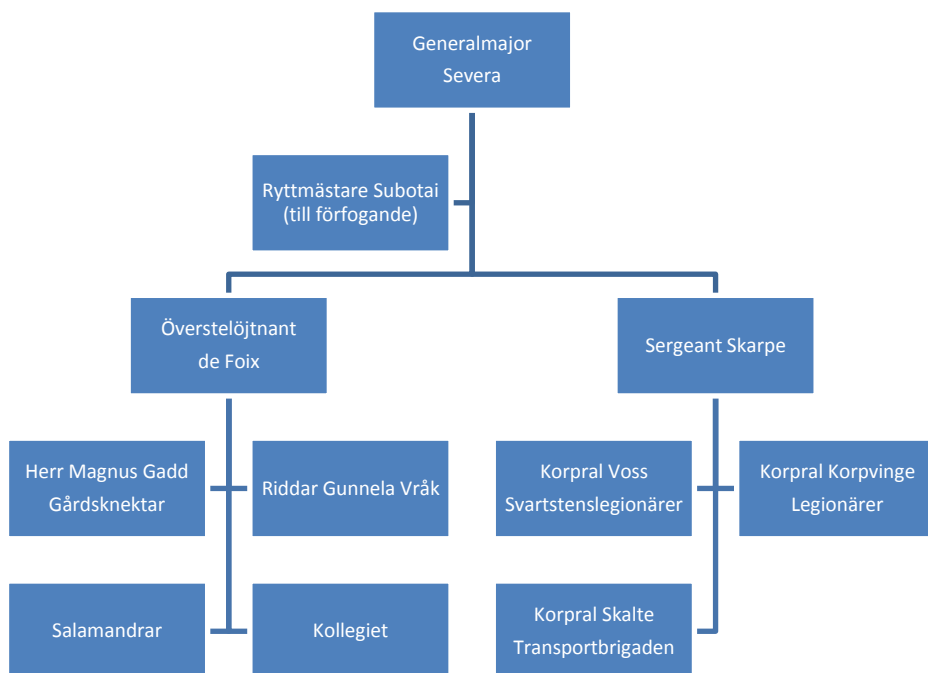 Generalmajor
Severa
Ryttmästare Subotai
(till förfogande)
Överstelöjtnant
de Foix
Sergeant Skarpe
Herr Magnus Gadd
Gårdsknektar
Riddar Gunnela Vråk
Korpral Voss
Svartstenslegionärer
Korpral Korpvinge
Legionärer
Salamandrar
Kollegiet
Korpral Skalte
Transportbrigaden